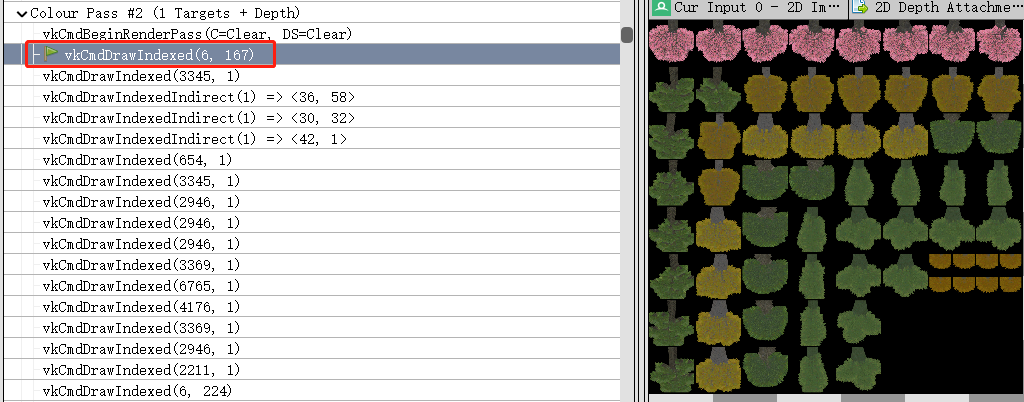 Colour Pass #2 (1 Targets + Depth)
vkCmdBeginRenderPass(C=Clear, DS=Clear)
vkCmdDrawIndexed(6, 167)
vkCmdDrawIndexed(3345, 1)
vkCmdDrawIndexedIndirect(1) => <36, 58>
vkCmdDrawIndexedIndirect(1) => <30, 32>
vkCmdDrawIndexedIndirect(1) => <42, 1>
vkCmdDrawIndexed(654, 1)
vkCmdDrawIndexed(3345, 1)
vkCmdDrawIndexed(2946, 1)
vkCmdDrawIndexed(2946, 1)
vkCmdDrawIndexed(2946, 1)
vkCmdDrawIndexed(3369, 1)
vkCmdDrawIndexed(6765, 1)
vkCmdDrawIndexed(4176, 1)
vkCmdDrawIndexed(3369, 1)
vkCmdDrawIndexed(2946, 1)
vkCmdDrawIndexed(2211, 1)
vkCmdDrawIndexed(6, 224)
Cur Input 0 - 2D Im···
2D Depth Attachme···